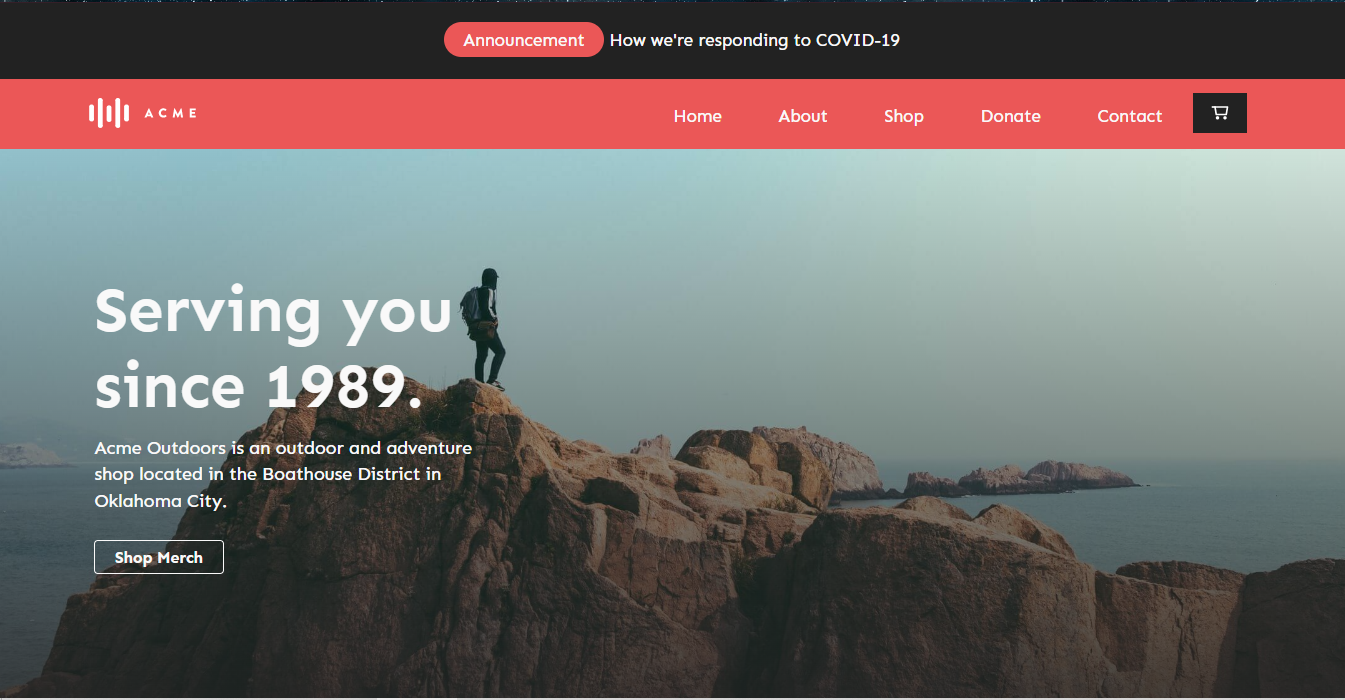 Announcement How we're responding to COVID-19
ACME
Home About Shop Donate Contact
Serving you
since 1989.
Acme Outdoors is an outdoor and adventure
shop located in the Boathouse District in
Oklahoma City.
Shop Merch